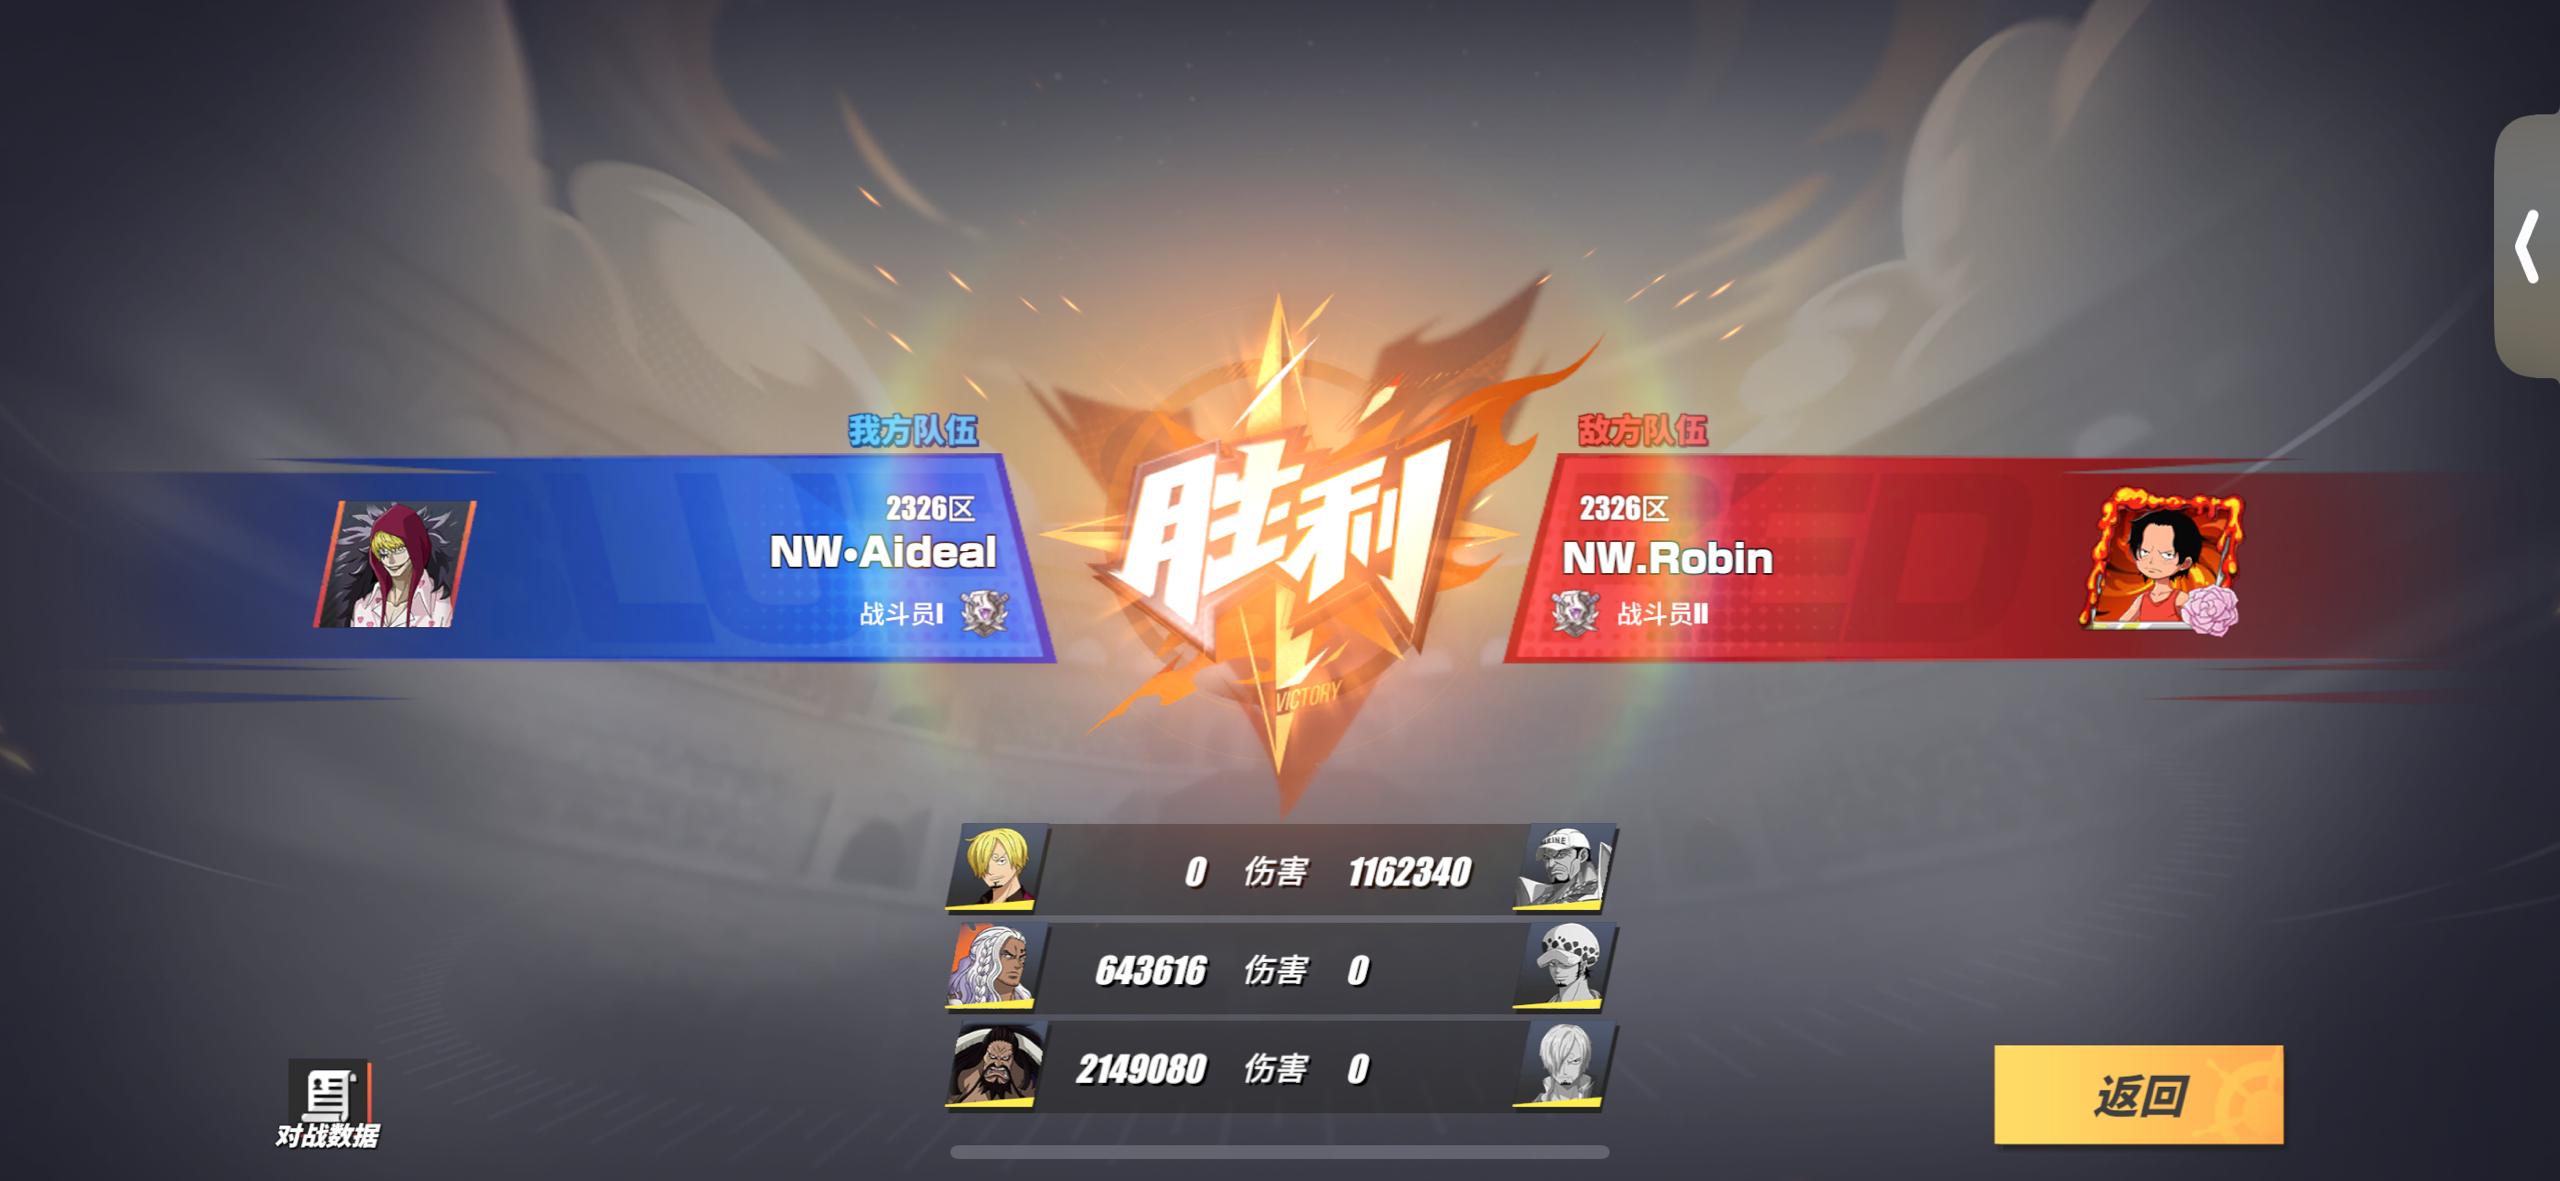 我方队伍
敌方队伍
2326区
NW•Aideal
战斗员I
胜利
VICTORY
2326区
NW.Robin
战斗员II
0 伤害 1162340
643616 伤害 0
2149080 伤害 0
对战数据
返回